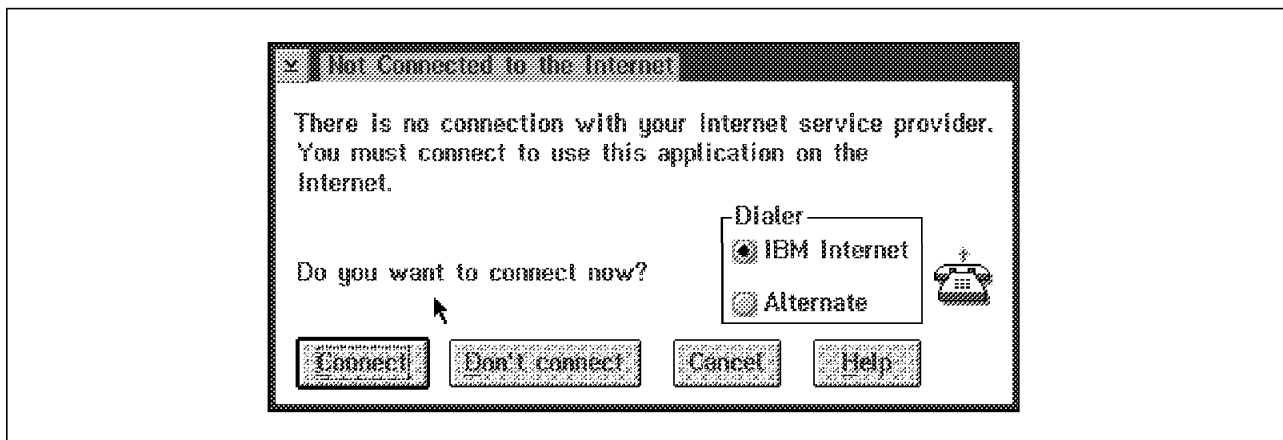 Not Connected to the Internet
There is no connection with your Internet service provider.
You must connect to use this application on the
Internet.
Dialer
IBM Internet
Do you want to connect now?
Alternate
Connect
Don't connect
Cancel
Help